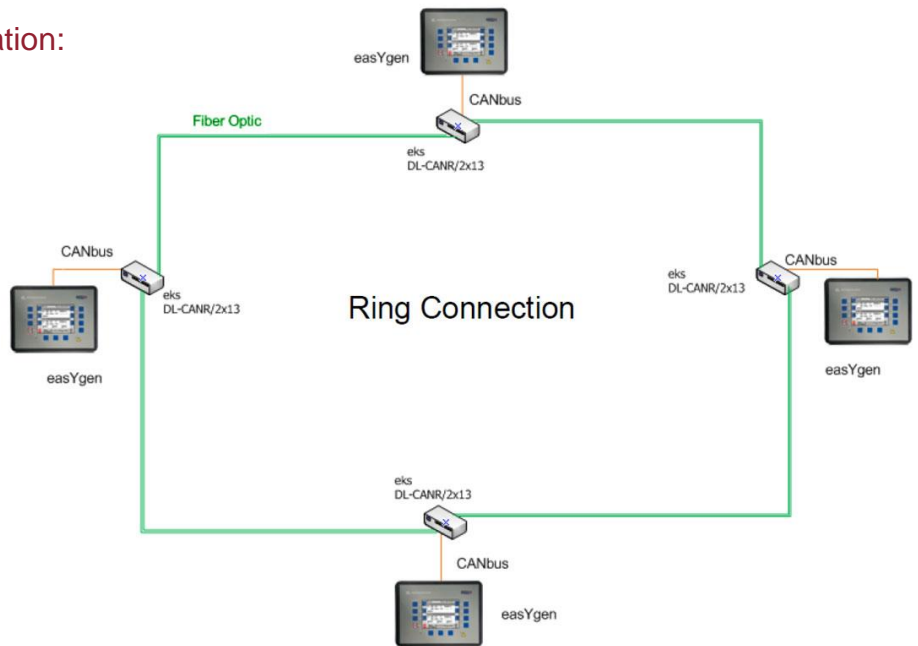 ation:
easYgen
CANbus
Fiber Optic
eks
DL-CANR/2x13
CANbus
eks
DL-CANR/2x13
easYgen
Ring Connection
CANbus
eks
DL-CANR/2x13
easYgen
eks
DL-CANR/2x13
CANbus
easYgen